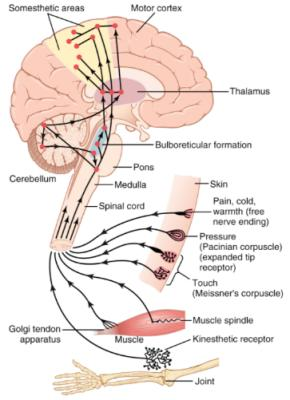 Somesthetic areas
Motor cortex
Thalamus
Bulboreticular formation
Pons
Cerebellum
Medulla
Skin
Spinal cord
Pain, cold,
warmth (free
nerve ending)
Pressure
(Pacinian corpuscle)
(expanded tip
receptor)
Touch
(Meissner's corpuscle)
Golgi tendon
apparatus
Muscle
Muscle spindle
Kinesthetic receptor
Joint